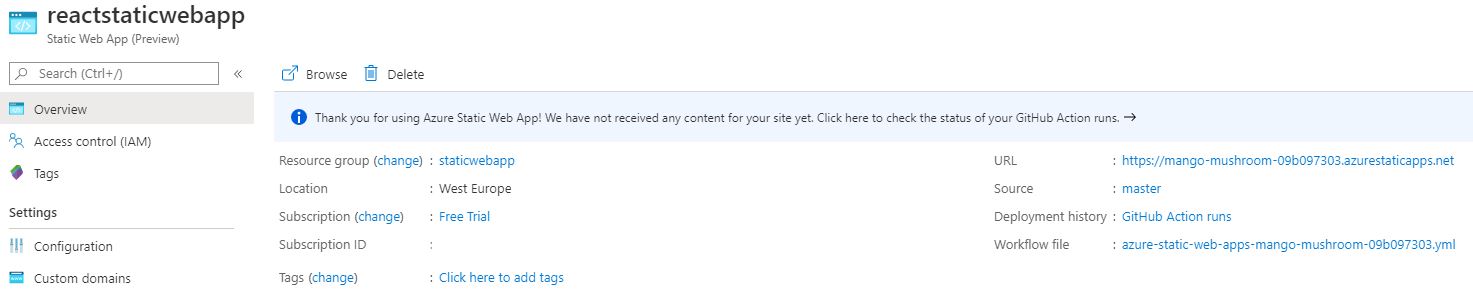 reactstaticwebapp
Static Web App (Preview)
Search (Ctrl+/)
«
Overview
Access control (IAM)
Tags
Settings
Configuration
Custom domains
Browse Delete
Thank you for using Azure Static Web App! We have not received any content for your site yet. Click here to check the status of your GitHub Action runs. →
Resource group (change) : staticwebapp
Location : West Europe
Subscription (change) : Free Trial
Subscription ID :
Tags (change) : Click here to add tags
URL : https://mango-mushroom-09b097303.azurestaticapps.net
Source : master
Deployment history : GitHub Action runs
Workflow file : azure-static-web-apps-mango-mushroom-09b097303.yml